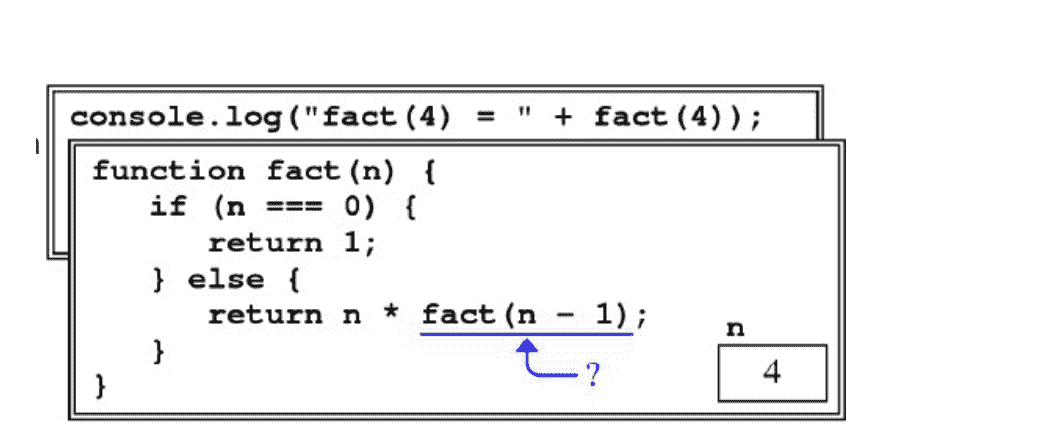 console.log("fact(4) = " + fact(4));
function fact(n) {
   if (n === 0) {
      return 1;
   } else {
      return n * fact(n - 1);
   }
}
?
n
4